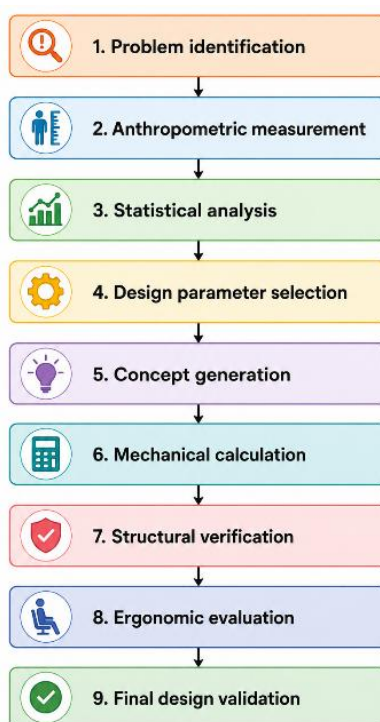 1. Problem identification
2. Anthropometric measurement
3. Statistical analysis
4. Design parameter selection
5. Concept generation
6. Mechanical calculation
7. Structural verification
8. Ergonomic evaluation
9. Final design validation